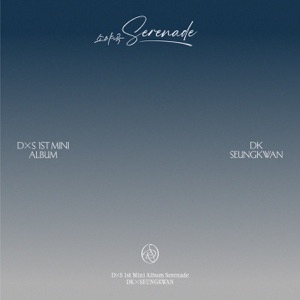 소야곡 Serenade
D×S 1ST MINI
ALBUM
DK
SEUNGKWAN
D×S 1st Mini Album Serenade
DK × SEUNGKWAN